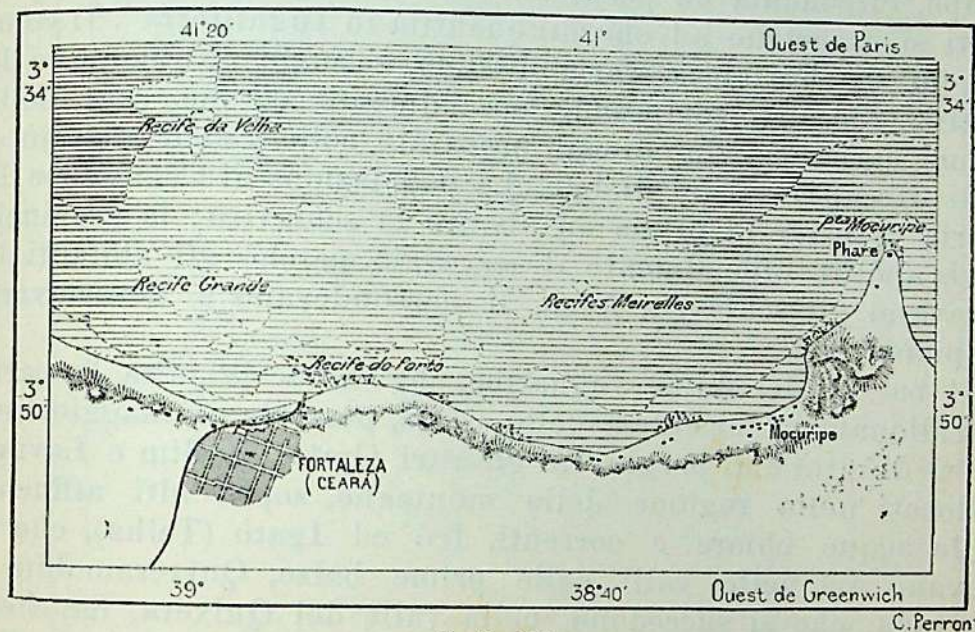 41°20
41°
Ouest de Paris
3°
34'
3°
34'
Recife da Velha
Pta Mocuripe
Phare
Recife Grande
Recifes Meirelles
Recife do Porto
3°
50'
3°
50'
Mocuripe
FORTALEZA
(CEARÁ)
39°
38°40'
Ouest de Greenwich
C. Perron